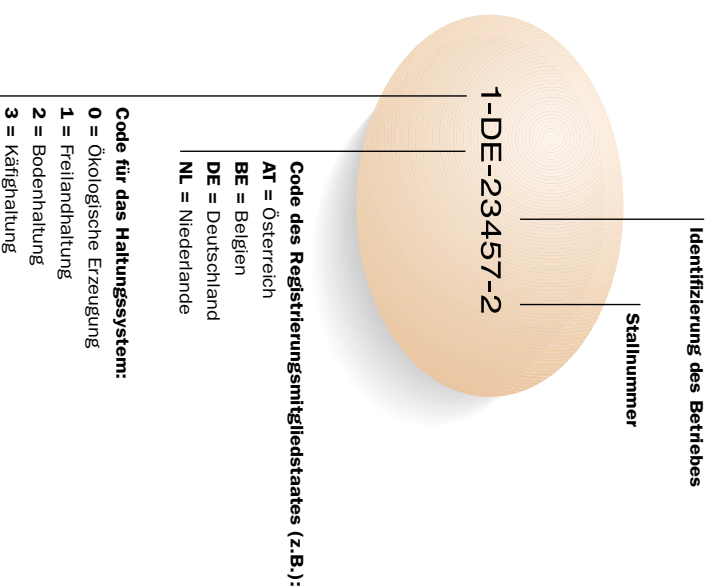 Identifizierung des Betriebes
Stallnummer
1-DE-23457-2
Code des Registrierungsmitgliedstaates (z.B.):
AT = Österreich
BE = Belgien
DE = Deutschland
NL = Niederlande
Code für das Haltungssystem:
0 = Ökologische Erzeugung
1 = Freilandhaltung
2 = Bodenhaltung
3 = Käfighaltung